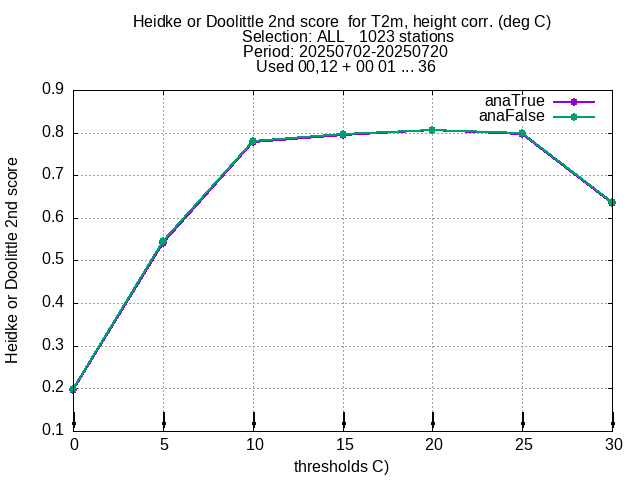 Heidke or Doolittle 2nd score  for T2m, height corr. (deg C)
Selection: ALL   1023 stations
Period: 20250702-20250720
Used 00,12 + 00 01 ... 36
anaTrue
anaFalse
Heidke or Doolittle 2nd score
0.9
0.8
0.7
0.6
0.5
0.4
0.3
0.2
0.1
0 5 10 15 20 25 30
thresholds C)